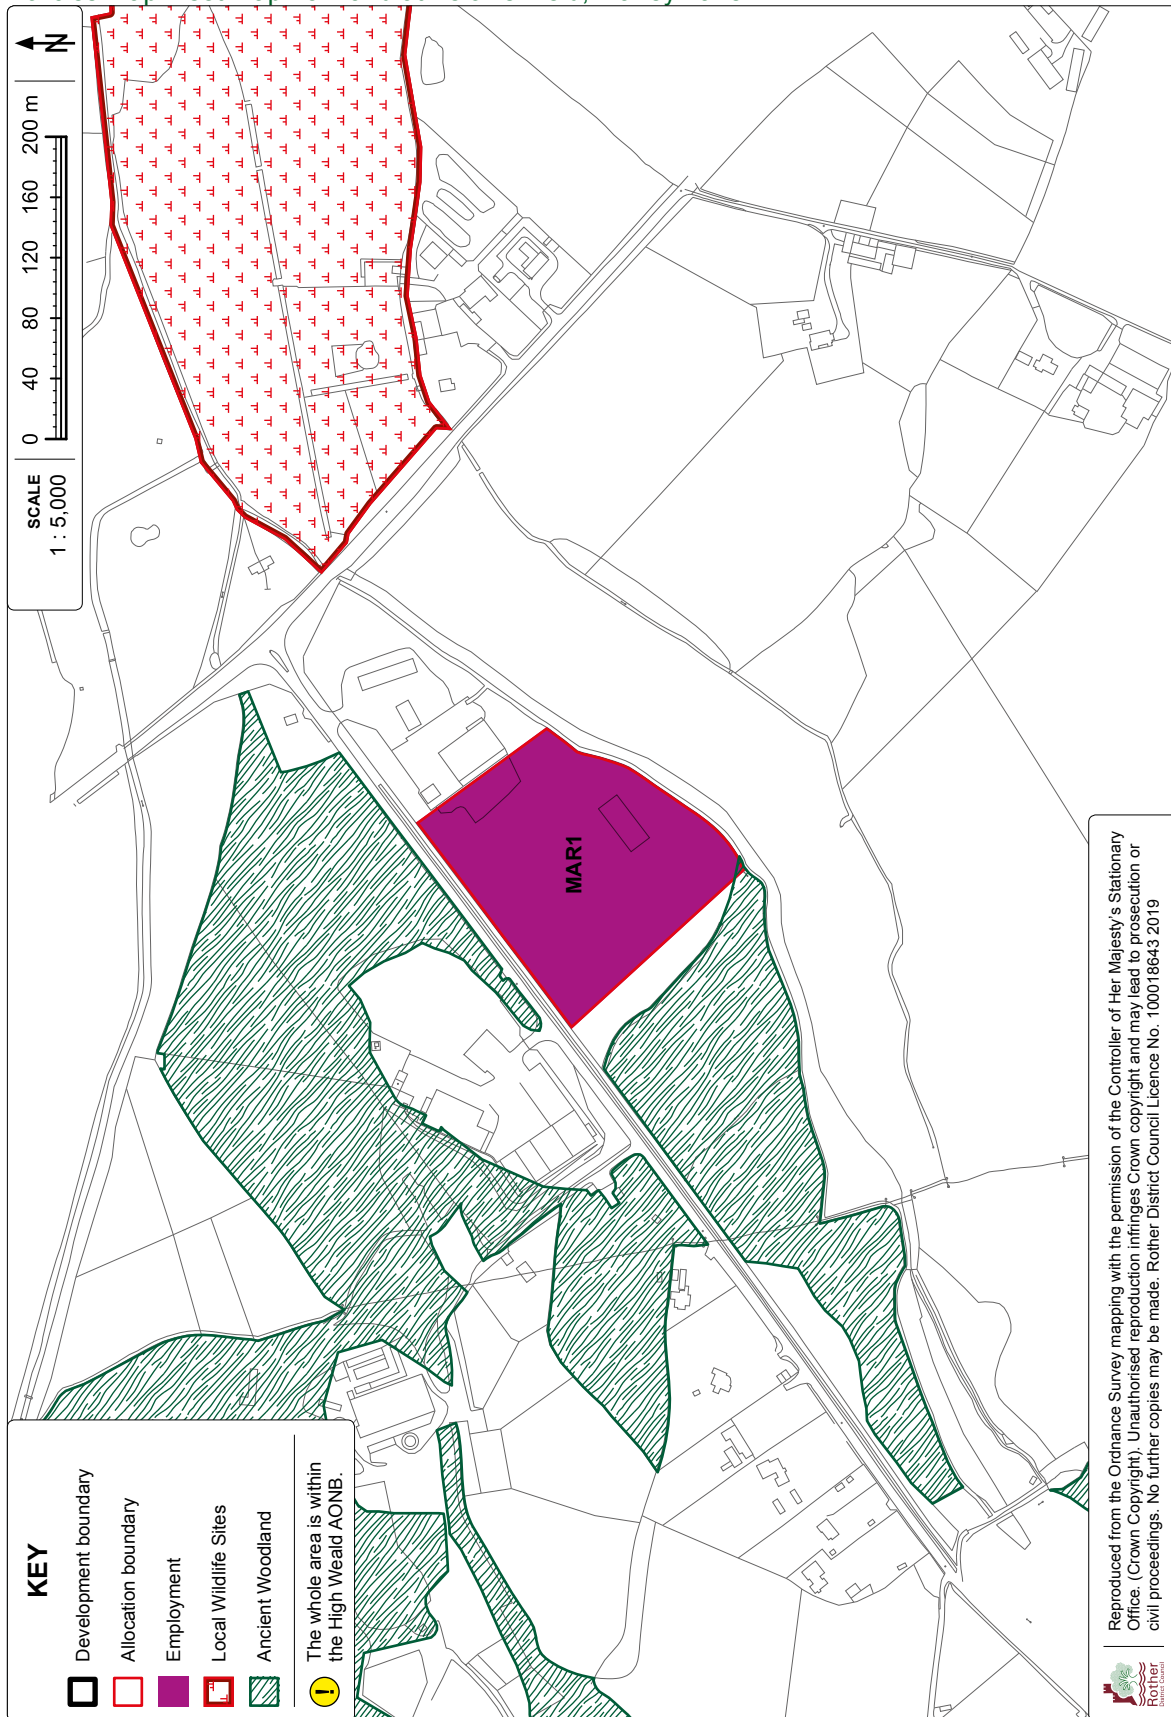 KEY
Development boundary
Allocation boundary
Employment
Local Wildlife Sites
Ancient Woodland
! The whole area is within
the High Weald AONB.
SCALE
1 : 5,000
0 40 80 120 160 200 m
N
MAR1
Rother
District Council
Reproduced from the Ordnance Survey mapping with the permission of the Controller of Her Majesty's Stationary
Office. (Crown Copyright). Unauthorised reproduction infringes Crown copyright and may lead to prosecution or
civil proceedings. No further copies may be made. Rother District Council Licence No. 100018643 2019